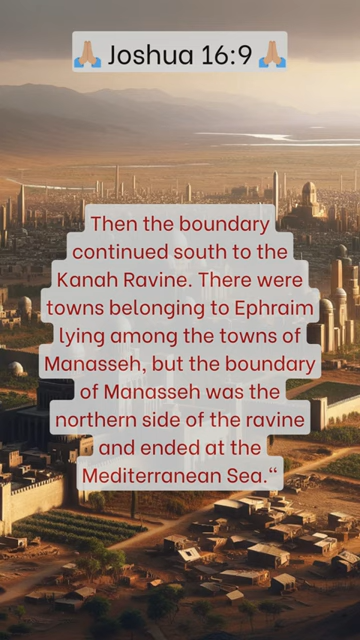 🙏🏼 Joshua 16:9 🙏🏼
Then the boundary
continued south to the
Kanah Ravine. There were
towns belonging to Ephraim
lying among the towns of
Manasseh, but the boundary
of Manasseh was the
northern side of the ravine
and ended at the
Mediterranean Sea.“